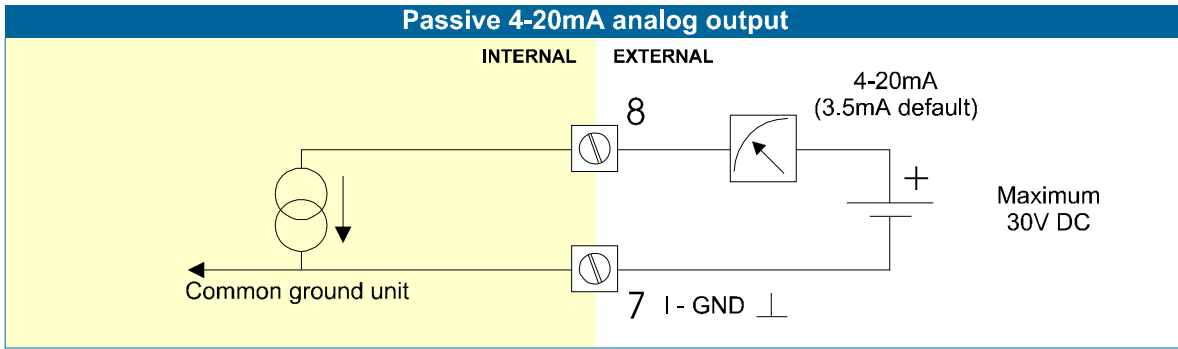 Passive 4-20mA analog output
INTERNAL EXTERNAL
4-20mA
(3.5mA default)
8
+
Maximum
30V DC
Common ground unit
7 I - GND